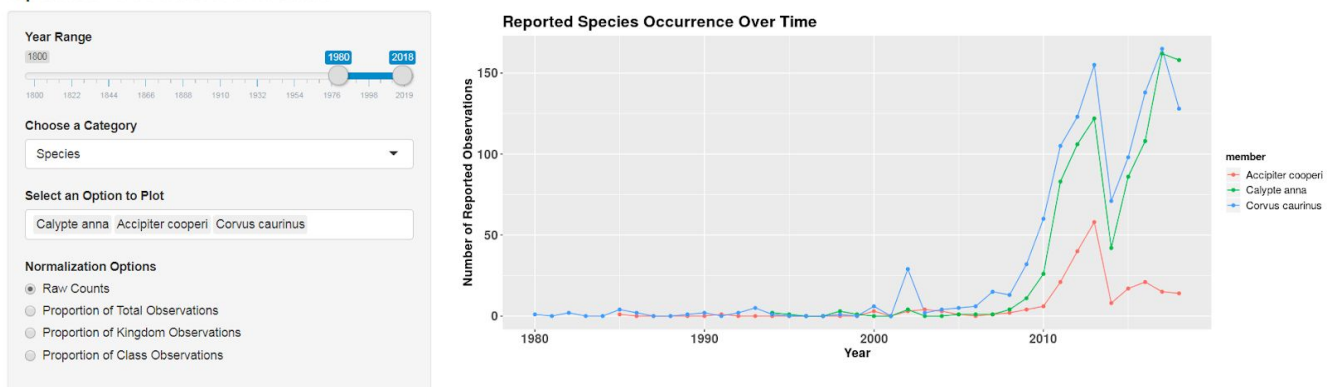 Year Range
1800
1980
2018
1800 1822 1844 1866 1888 1910 1932 1954 1976 1998 2019
Choose a Category
Species
Select an Option to Plot
Calypte anna Accipiter cooperi Corvus caurinus
Normalization Options
Raw Counts
Proportion of Total Observations
Proportion of Kingdom Observations
Proportion of Class Observations
Reported Species Occurrence Over Time
Number of Reported Observations
150
100
50
0
1980 1990 2000 2010
Year
member
Accipiter cooperi
Calypte anna
Corvus caurinus